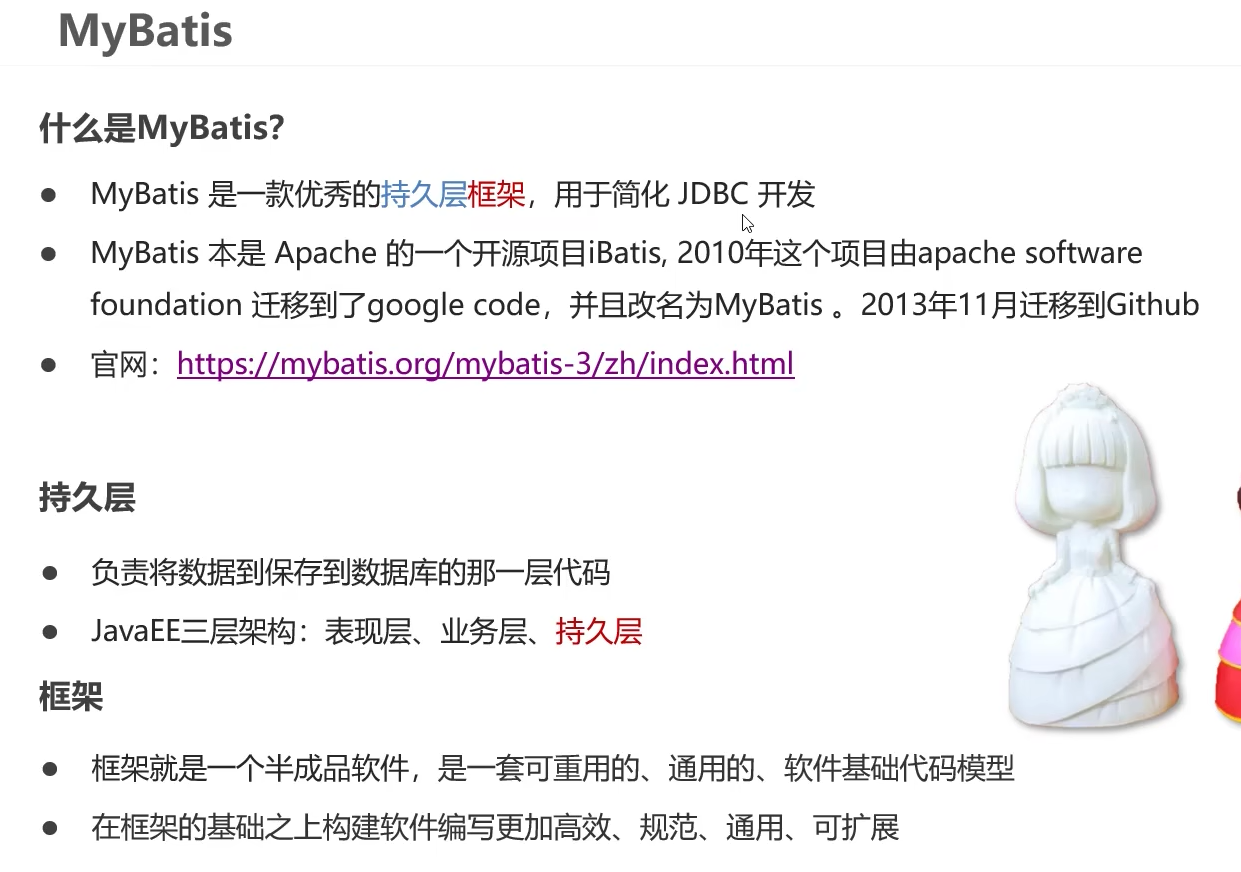 MyBatis
什么是MyBatis?
● MyBatis 是一款优秀的持久层框架，用于简化 JDBC 开发
● MyBatis 本是 Apache 的一个开源项目iBatis, 2010年这个项目由apache software
foundation 迁移到了google code，并且改名为MyBatis 。2013年11月迁移到Github
● 官网：https://mybatis.org/mybatis-3/zh/index.html
持久层
● 负责将数据到保存到数据库的那一层代码
● JavaEE三层架构：表现层、业务层、持久层
框架
● 框架就是一个半成品软件，是一套可重用的、通用的、软件基础代码模型
● 在框架的基础之上构建软件编写更加高效、规范、通用、可扩展